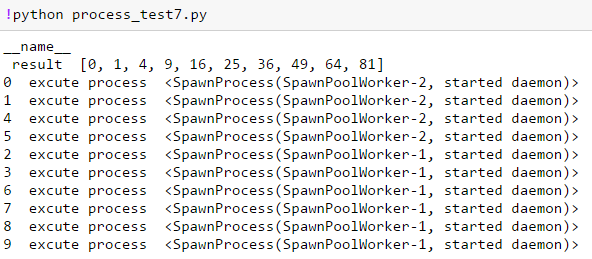 !python process_test7.py
__name__
result [0, 1, 4, 9, 16, 25, 36, 49, 64, 81]
0 excute process <SpawnProcess(SpawnPoolWorker-2, started daemon)>
1 excute process <SpawnProcess(SpawnPoolWorker-2, started daemon)>
4 excute process <SpawnProcess(SpawnPoolWorker-2, started daemon)>
5 excute process <SpawnProcess(SpawnPoolWorker-2, started daemon)>
2 excute process <SpawnProcess(SpawnPoolWorker-1, started daemon)>
3 excute process <SpawnProcess(SpawnPoolWorker-1, started daemon)>
6 excute process <SpawnProcess(SpawnPoolWorker-1, started daemon)>
7 excute process <SpawnProcess(SpawnPoolWorker-1, started daemon)>
8 excute process <SpawnProcess(SpawnPoolWorker-1, started daemon)>
9 excute process <SpawnProcess(SpawnPoolWorker-1, started daemon)>